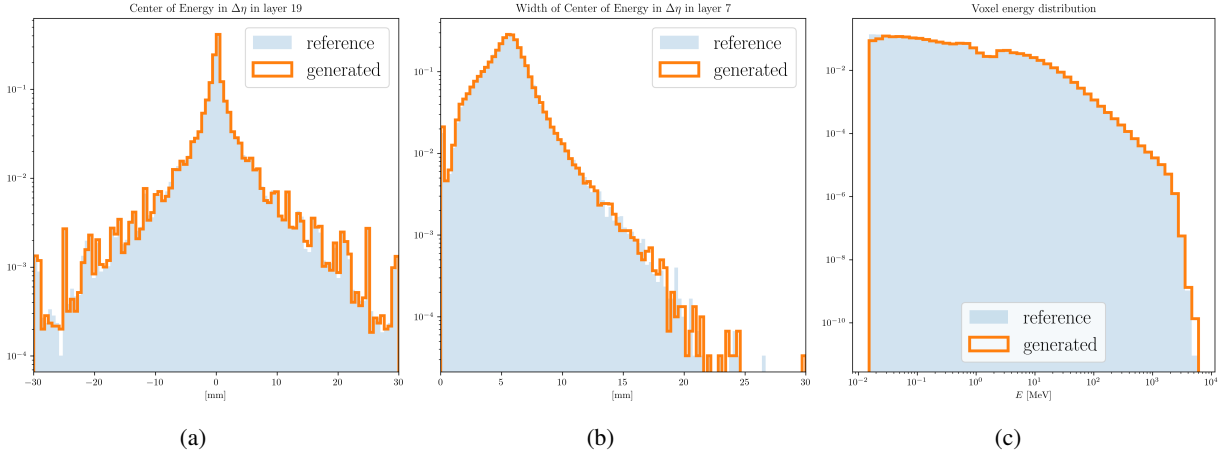 Center of Energy in Δη in layer 19
reference
generated
10⁻¹
10⁻²
10⁻³
10⁻⁴
−30
−20
−10
0
10
20
30
[mm]
(a)
Width of Center of Energy in Δη in layer 7
reference
generated
10⁻¹
10⁻²
10⁻³
10⁻⁴
0
5
10
15
20
25
30
[mm]
(b)
Voxel energy distribution
10⁻²
10⁻⁴
10⁻⁶
10⁻⁸
10⁻¹⁰
reference
generated
10⁻²
10⁻¹
10⁰
10¹
10²
10³
10⁴
E [MeV]
(c)